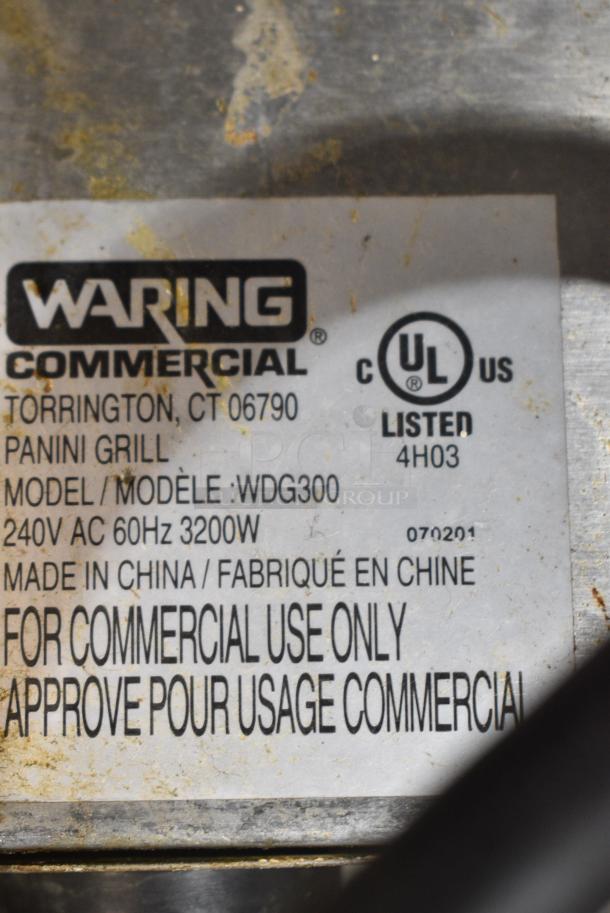 WARING®
COMMERCIAL
TORRINGTON, CT 06790
PANINI GRILL
MODEL / MODÈLE :WDG300
240V AC 60Hz 3200W
MADE IN CHINA / FABRIQUÉ EN CHINE
FOR COMMERCIAL USE ONLY
APPROVE POUR USAGE COMMERCIAL
C UL® US
LISTED
4H03
070201
GROUP